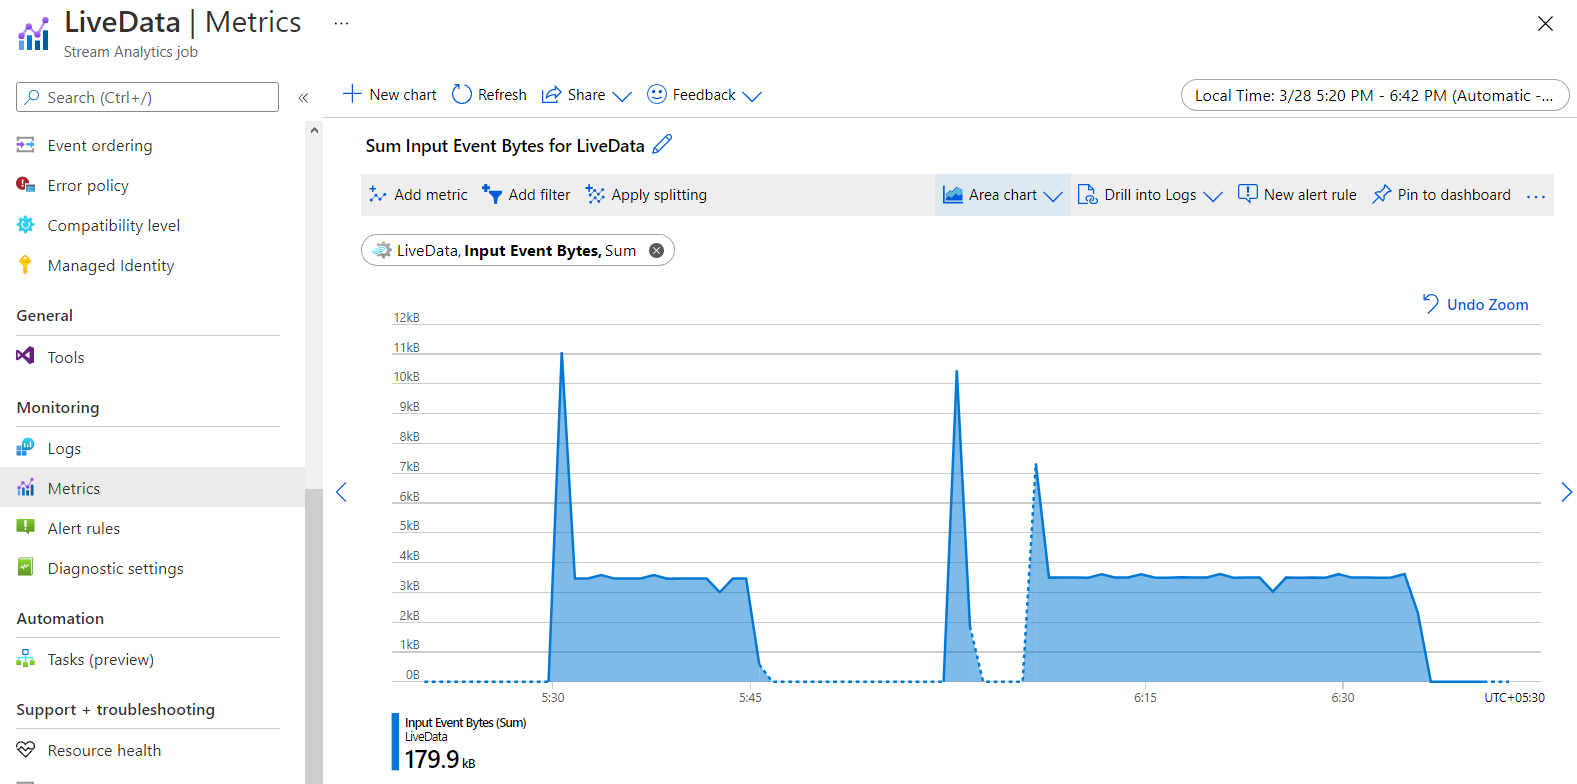 LiveData | Metrics ...
Stream Analytics job
Search (Ctrl+/)
«
Event ordering
Error policy
Compatibility level
Managed Identity
General
Tools
Monitoring
Logs
Metrics
Alert rules
Diagnostic settings
Automation
Tasks (preview)
Support + troubleshooting
Resource health
New chart Refresh Share Feedback
Local Time: 3/28 5:20 PM - 6:42 PM (Automatic -...
Sum Input Event Bytes for LiveData
Add metric Add filter Apply splitting Area chart Drill into Logs New alert rule Pin to dashboard ...
LiveData, Input Event Bytes, Sum
Undo Zoom
12kB
11kB
10kB
9kB
8kB
7kB
6kB
5kB
4kB
3kB
2kB
1kB
0B
5:30 5:45 6:15 6:30 UTC+05:30
Input Event Bytes (Sum)
LiveData
179.9 kB